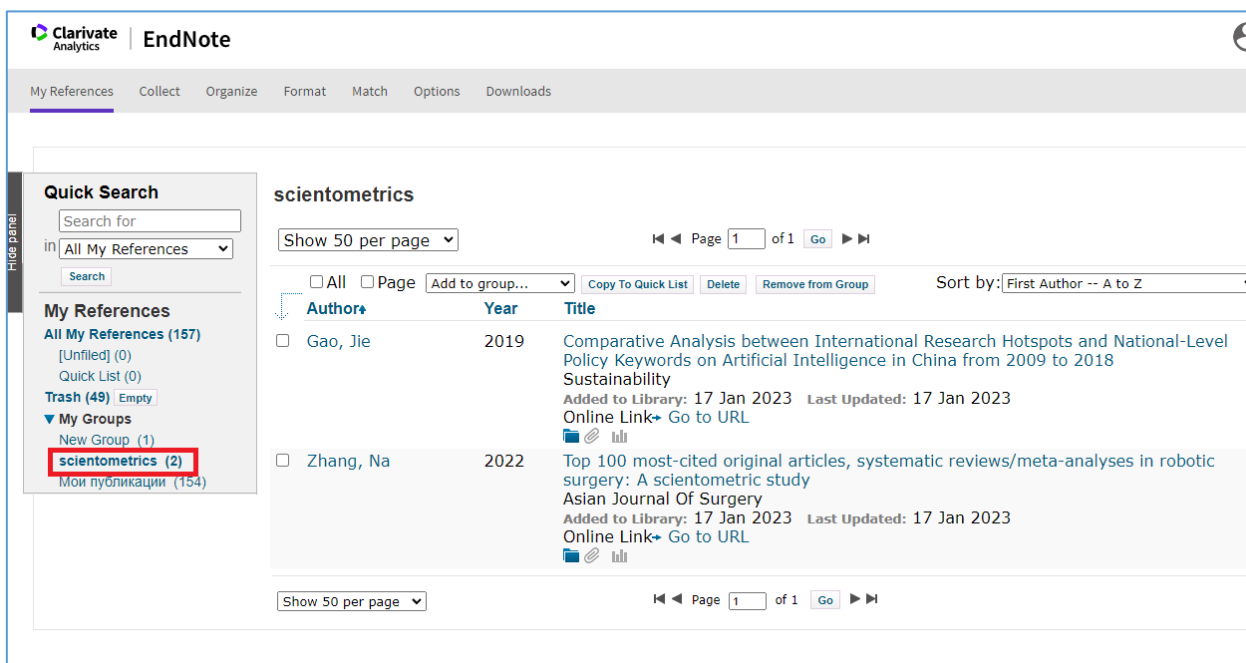 Clarivate
Analytics
EndNote
My References Collect Organize Format Match Options Downloads
Hide panel
Quick Search
Search for
in All My References
Search
My References
All My References (157)
[Unfiled] (0)
Quick List (0)
Trash (49) Empty
▼ My Groups
New Group (1)
scientometrics (2)
Мои публикации (154)
scientometrics
Show 50 per page Page 1 of 1 Go
All Page Add to group... Copy To Quick List Delete Remove from Group Sort by: First Author -- A to Z
Author Year Title
Gao, Jie 2019 Comparative Analysis between International Research Hotspots and National-Level
Policy Keywords on Artificial Intelligence in China from 2009 to 2018
Sustainability
Added to Library: 17 Jan 2023 Last Updated: 17 Jan 2023
Online Link Go to URL
Zhang, Na 2022 Top 100 most-cited original articles, systematic reviews/meta-analyses in robotic
surgery: A scientometric study
Asian Journal Of Surgery
Added to Library: 17 Jan 2023 Last Updated: 17 Jan 2023
Online Link Go to URL
Show 50 per page Page 1 of 1 Go